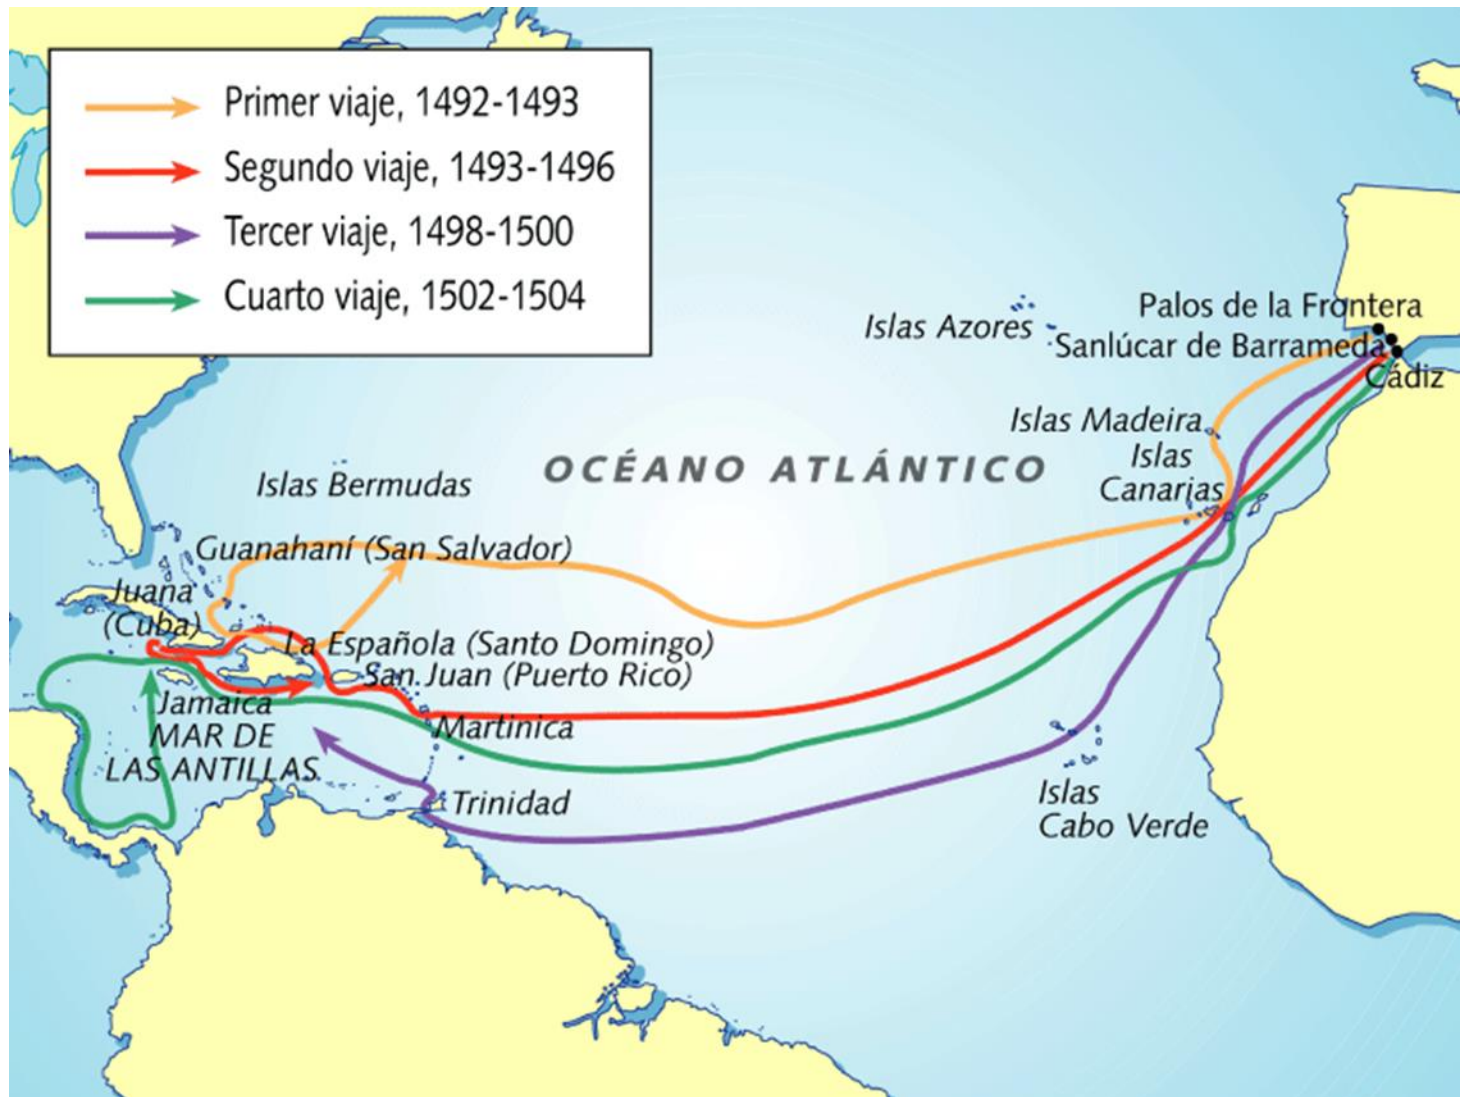 Primer viaje, 1492-1493
Segundo viaje, 1493-1496
Tercer viaje, 1498-1500
Cuarto viaje, 1502-1504
Palos de la Frontera
Islas Azores
Sanlúcar de Barrameda
Cádiz
Islas Madeira
Islas
Canarias
OCÉANO ATLÁNTICO
Islas Bermudas
Guanahaní (San Salvador)
Juana
(Cuba)
La Española (Santo Domingo)
San Juan (Puerto Rico)
Jamaica
Martinica
MAR DE
LAS ANTILLAS
Trinidad
Islas
Cabo Verde